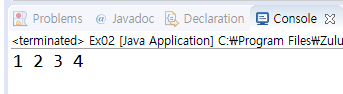 Problems @ Javadoc Declaration Console
<terminated> Ex02 [Java Application] C:₩Program Files₩Zulu
1 2 3 4